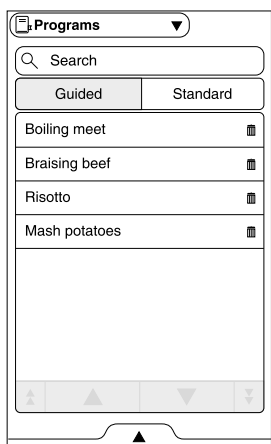 Programs
Search
Guided Standard
Boiling meet
Braising beef
Risotto
Mash potatoes